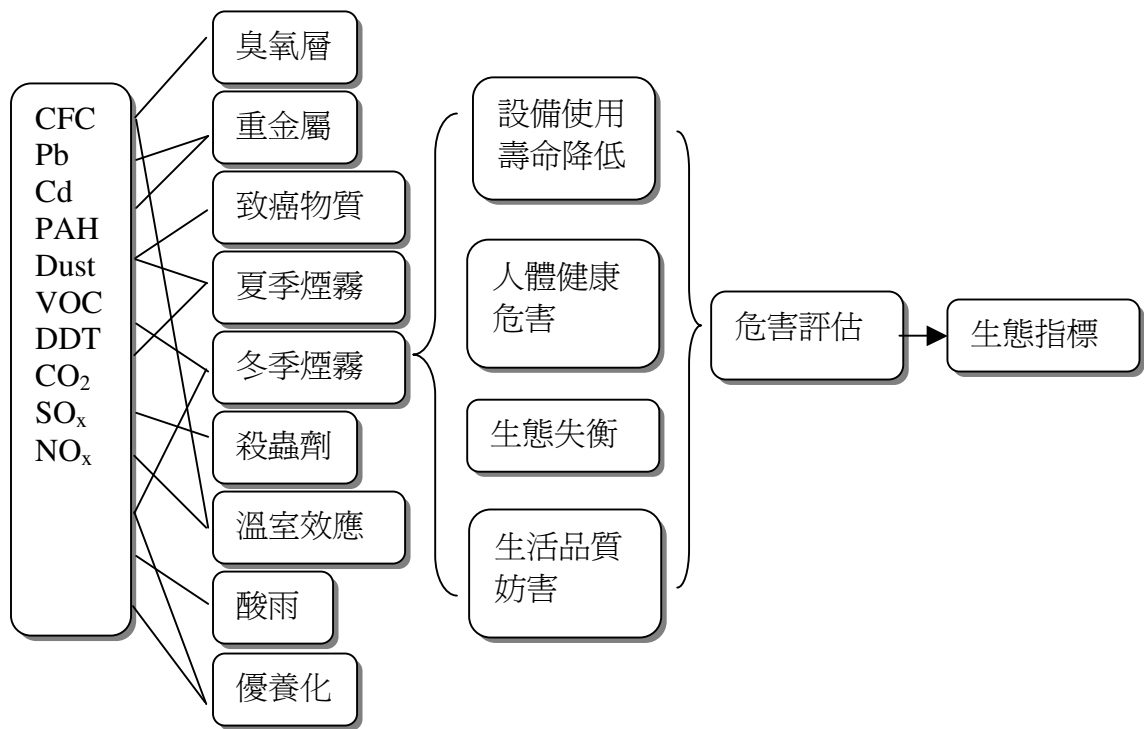 CFC
Pb
Cd
PAH
Dust
VOC
DDT
CO₂
SOₓ
NOₓ
臭氧層
重金屬
致癌物質
夏季煙霧
冬季煙霧
殺蟲劑
溫室效應
酸雨
優養化
設備使用
壽命降低
人體健康
危害
生態失衡
生活品質
妨害
危害評估
生態指標